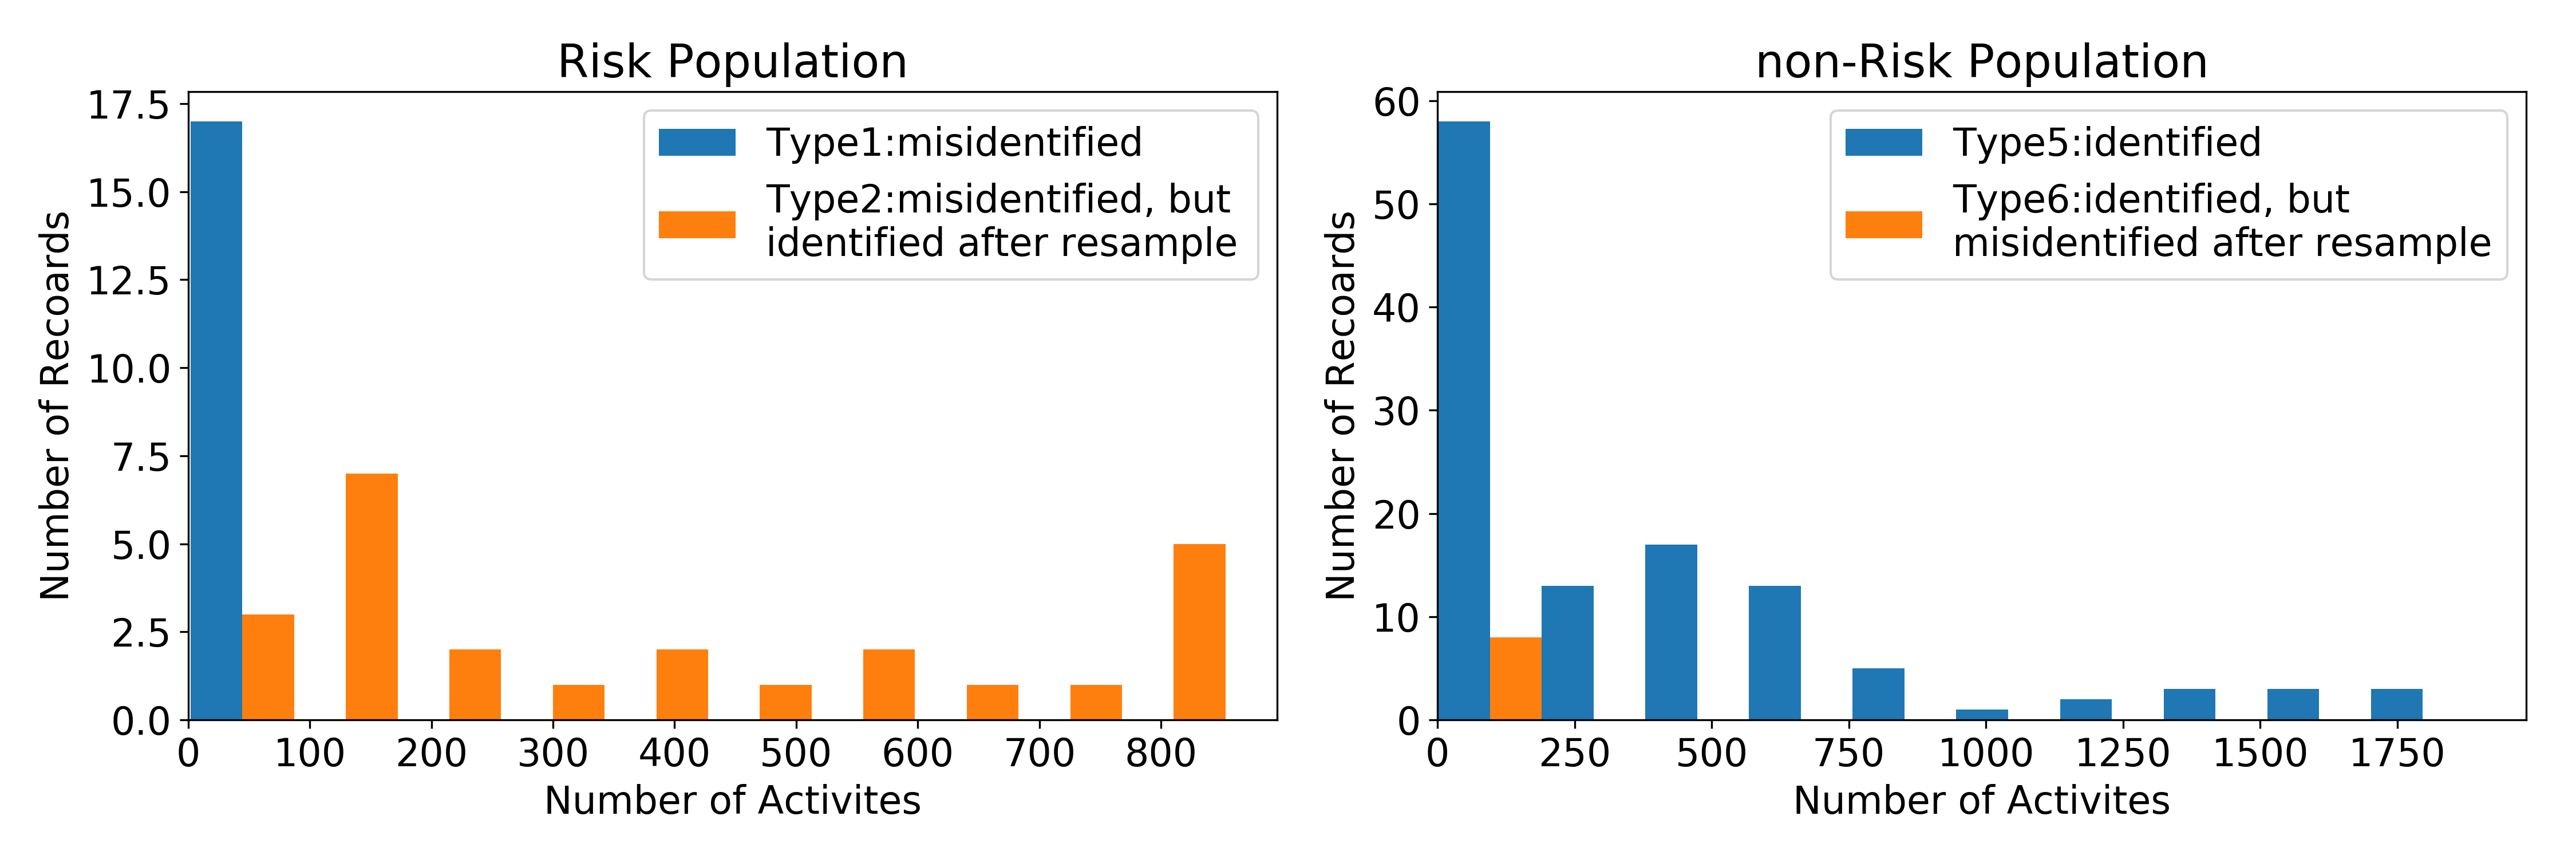 Risk Population
17.5
15.0
12.5
10.0
7.5
5.0
2.5
0.0
Number of Recoards
Type1:misidentified
Type2:misidentified, but
identified after resample
0 100 200 300 400 500 600 700 800
Number of Activites
non-Risk Population
60
50
40
30
20
10
0
Number of Recoards
Type5:identified
Type6:identified, but
misidentified after resample
0 250 500 750 1000 1250 1500 1750
Number of Activites